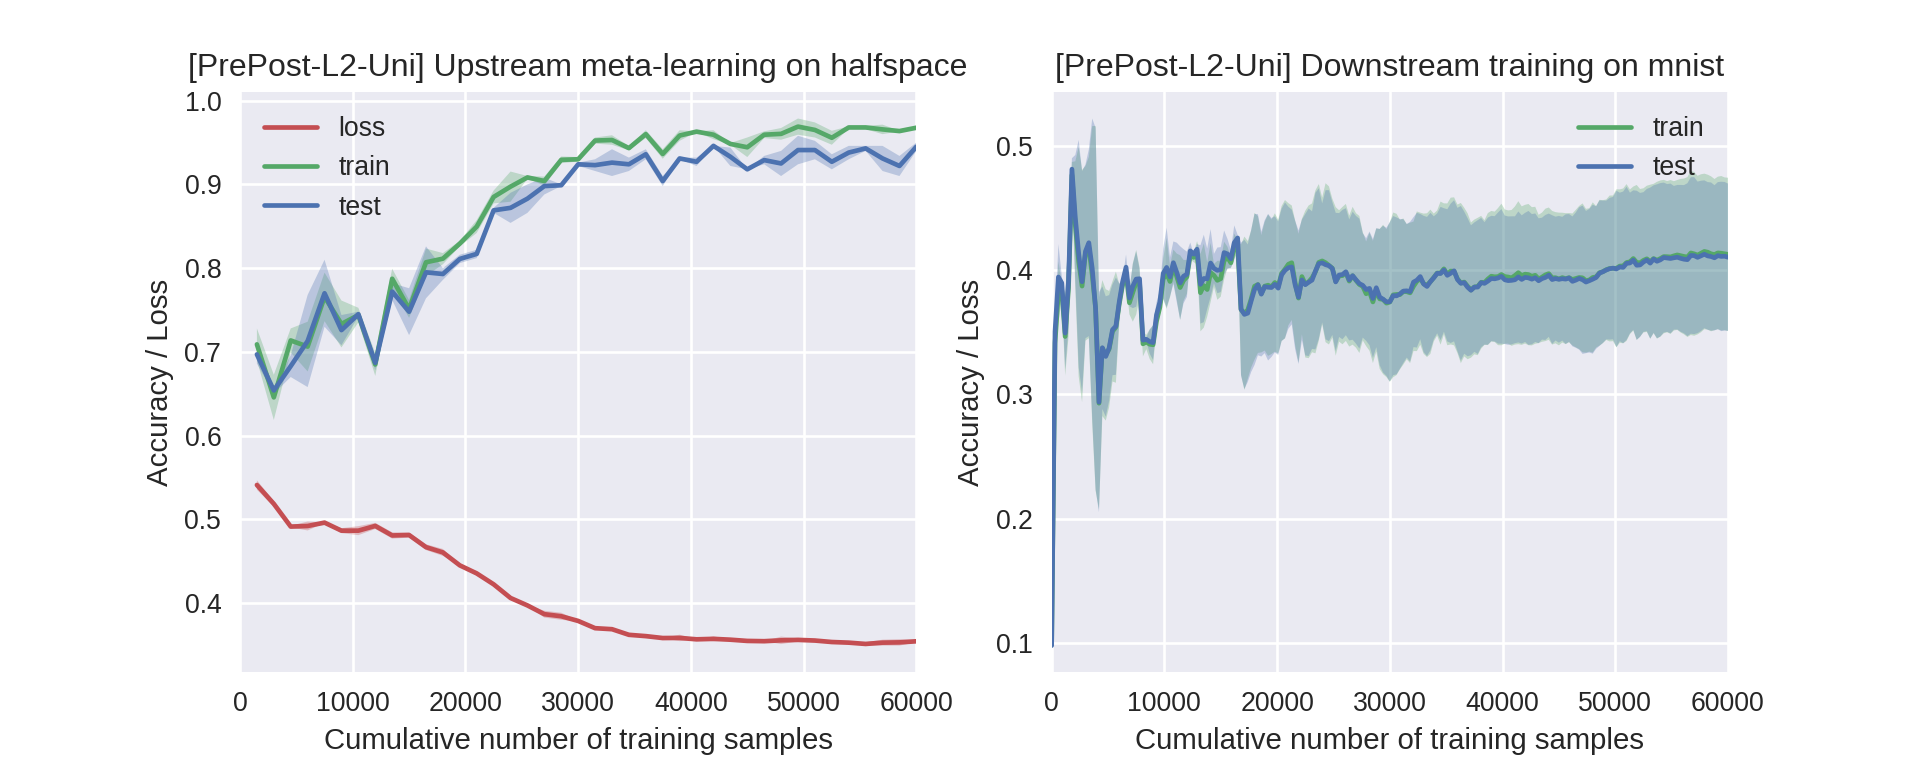 [PrePost-L2-Uni] Upstream meta-learning on halfspace
1.0
0.9
0.8
0.7
0.6
0.5
0.4
Accuracy / Loss
loss
train
test
0 10000 20000 30000 40000 50000 60000
Cumulative number of training samples
[PrePost-L2-Uni] Downstream training on mnist
0.5
0.4
0.3
0.2
0.1
Accuracy / Loss
train
test
0 10000 20000 30000 40000 50000 60000
Cumulative number of training samples